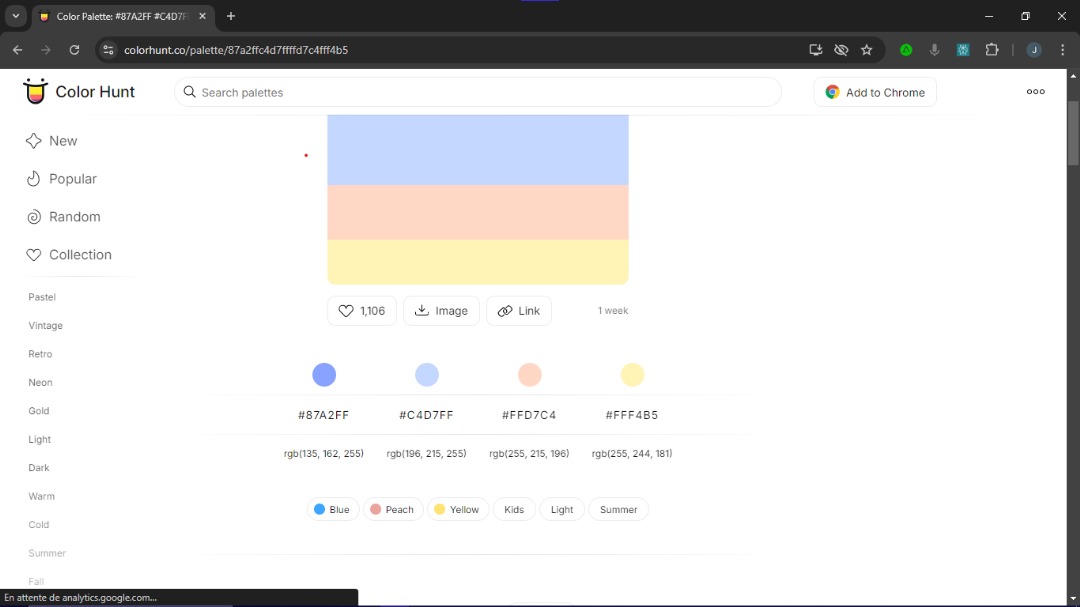 Color Palette: #87A2FF #C4D7F
colorhunt.co/palette/87a2ffc4d7ffffd7c4fff4b5
J
Color Hunt
Search palettes
Add to Chrome
New
Popular
Random
Collection
Pastel
Vintage
Retro
Neon
Gold
Light
Dark
Warm
Cold
Summer
Fall
1,106
Image
Link
1 week
#87A2FF
#C4D7FF
#FFD7C4
#FFF4B5
rgb(135, 162, 255)
rgb(196, 215, 255)
rgb(255, 215, 196)
rgb(255, 244, 181)
Blue
Peach
Yellow
Kids
Light
Summer
En attente de analytics.google.com...